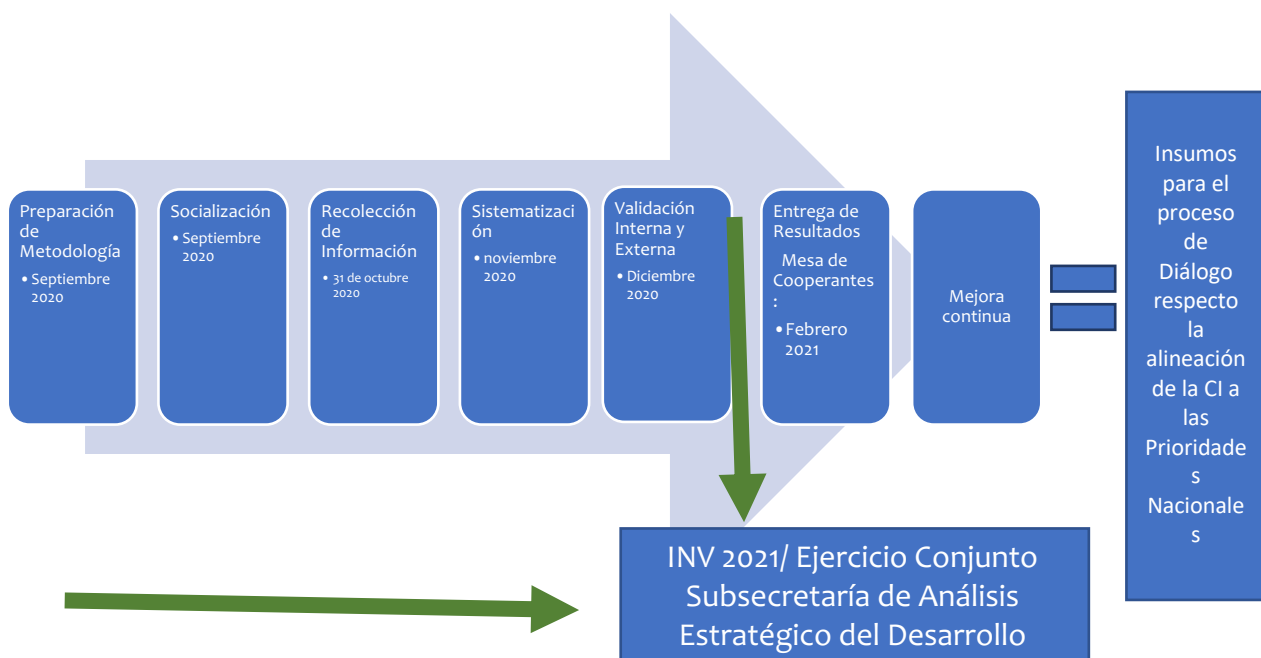 Preparación
de
Metodología
• Septiembre
2020
Socialización
• Septiembre
2020
Recolección
de
Información
• 31 de octubre
2020
Sistematizaci
ón
• noviembre
2020
Validación
Interna y
Externa
• Diciembre
2020
Entrega de
Resultados
Mesa de
Cooperantes
:
• Febrero
2021
Mejora
continua
Insumos
para el
proceso
de
Diálogo
respecto
la
alineación
de la CI a
las
Prioridade
s
Nacionale
s
INV 2021/ Ejercicio Conjunto
Subsecretaría de Análisis
Estratégico del Desarrollo